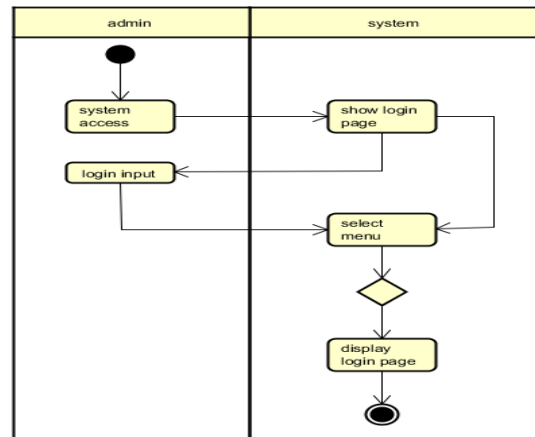 admin
system
system
access
show login
page
login input
select
menu
display
login page